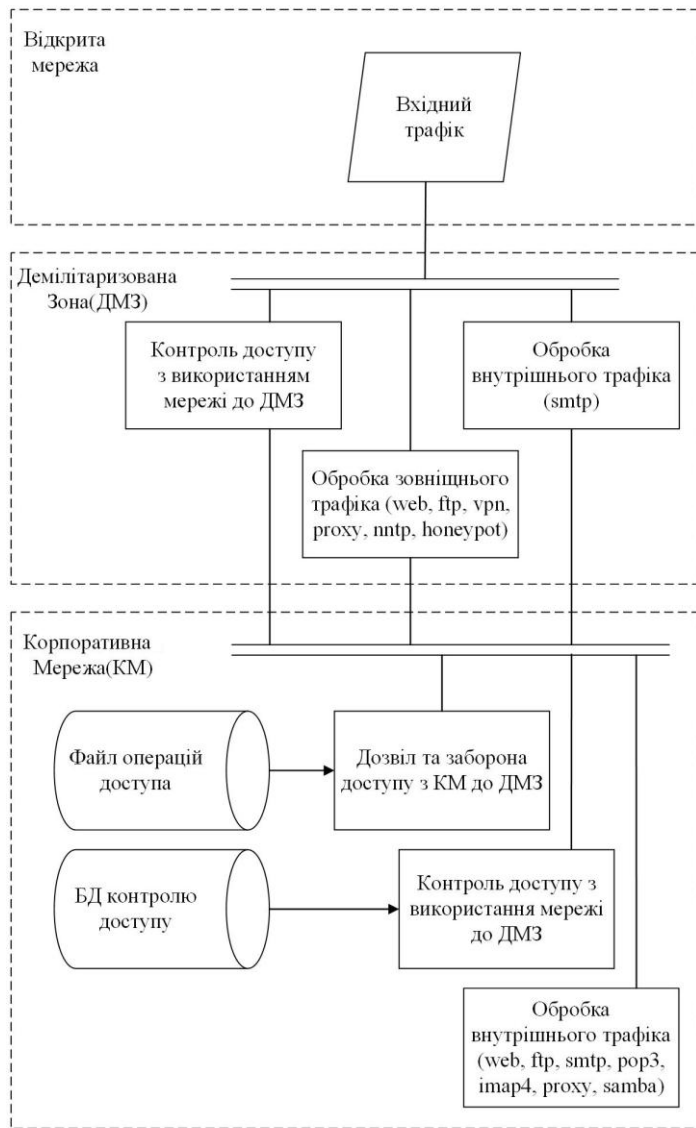 Відкрита
мережа
Вхідний
трафік
Демілітаризована
Зона(ДМЗ)
Контроль доступу
з використанням
мережі до ДМЗ
Обробка
внутрішнього трафіка
(smtp)
Обробка зовніщнього
трафіка (web, ftp, vpn,
proxy, nntp, honeypot)
Корпоративна
Мережа(КМ)
Файл операцій
доступа
Дозвіл та заборона
доступу з КМ до ДМЗ
БД контролю
доступу
Контроль доступу з
використання мережі
до ДМЗ
Обробка
внутрішнього трафіка
(web, ftp, smtp, pop3,
imap4, proxy, samba)